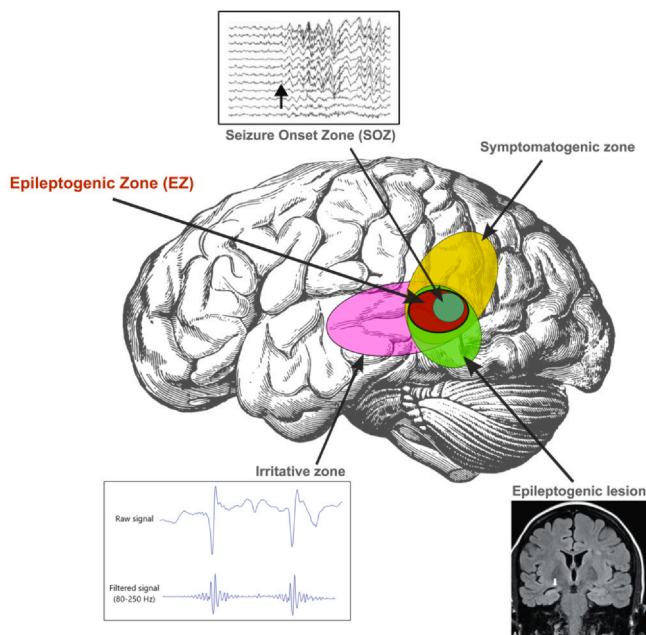 Seizure Onset Zone (SOZ)
Symptomatogenic zone
Epileptogenic Zone (EZ)
Irritative zone
Epileptogenic lesion
Raw signal
Filtered signal
(80-250 Hz)